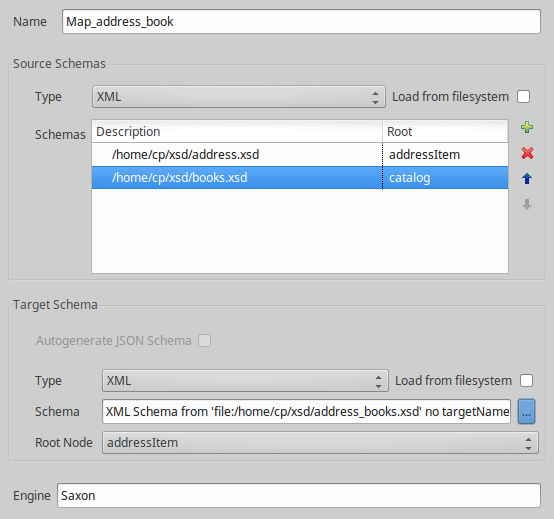 Name Map_address_book
Source Schemas
Type XML Load from filesystem
Schemas Description Root
/home/cp/xsd/address.xsd addressItem
/home/cp/xsd/books.xsd catalog
Target Schema
Autogenerate JSON Schema
Type XML Load from filesystem
Schema XML Schema from 'file:/home/cp/xsd/address_books.xsd' no targetName ...
Root Node addressItem
Engine Saxon